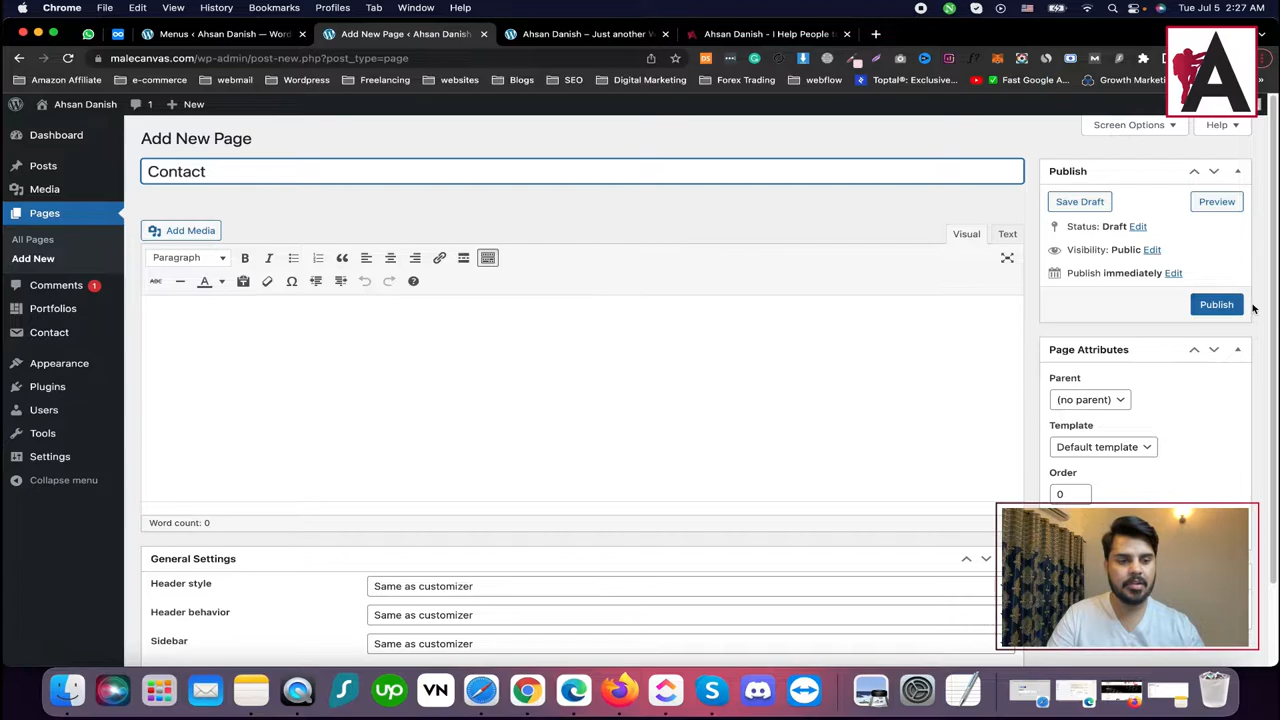 Chrome File Edit View History Bookmarks Profiles Tab Window Help Tue Jul 5 2:27 AM
Menus ‹ Ahsan Danish — Word Add New Page ‹ Ahsan Danish Ahsan Danish – Just another W Ahsan Danish - I Help People to
malecanvas.com/wp-admin/post-new.php?post_type=page
Amazon Affiliate e-commerce webmail Wordpress Freelancing websites Blogs SEO Digital Marketing Forex Trading webflow Toptal®: Exclusive... Fast Google A... Growth Market
A
Ahsan Danish 1 New
Screen Options Help
Dashboard
Posts
Media
Pages
All Pages
Add New
Comments 1
Portfolios
Contact
Appearance
Plugins
Users
Tools
Settings
Collapse menu
Add New Page
Contact
Add Media
Visual Text
Paragraph B I
ABC A
Word count: 0
General Settings
Header style Same as customizer
Header behavior Same as customizer
Sidebar Same as customizer
Publish
Save Draft Preview
Status: Draft Edit
Visibility: Public Edit
Publish immediately Edit
Publish
Page Attributes
Parent
(no parent)
Template
Default template
Order
0
up VN